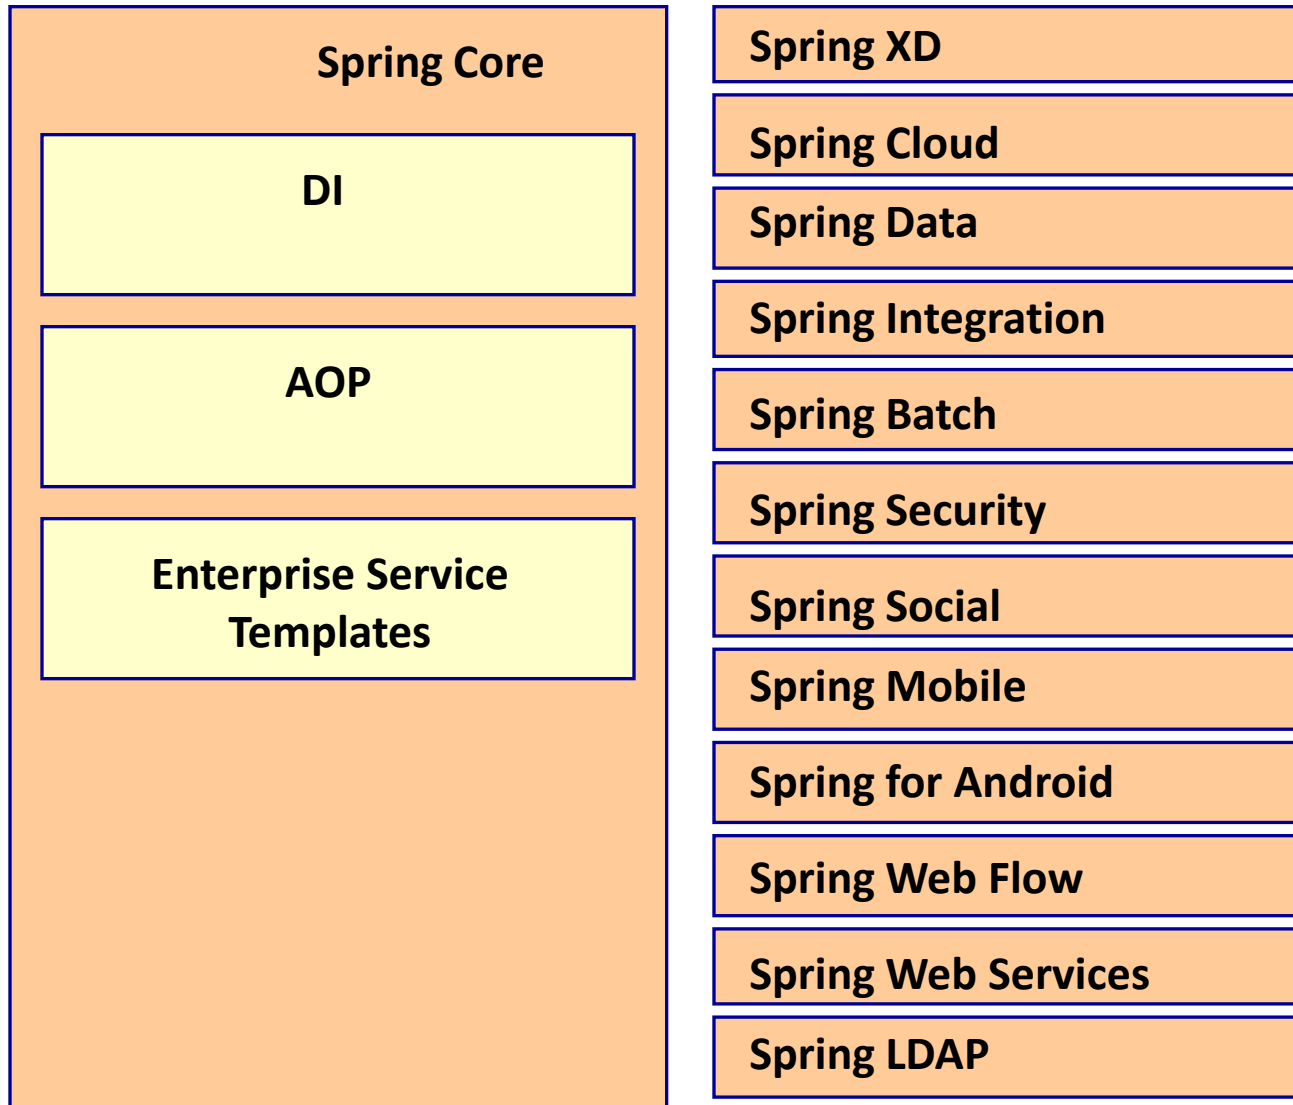 Spring Core
DI
AOP
Enterprise Service
Templates
Spring XD
Spring Cloud
Spring Data
Spring Integration
Spring Batch
Spring Security
Spring Social
Spring Mobile
Spring for Android
Spring Web Flow
Spring Web Services
Spring LDAP